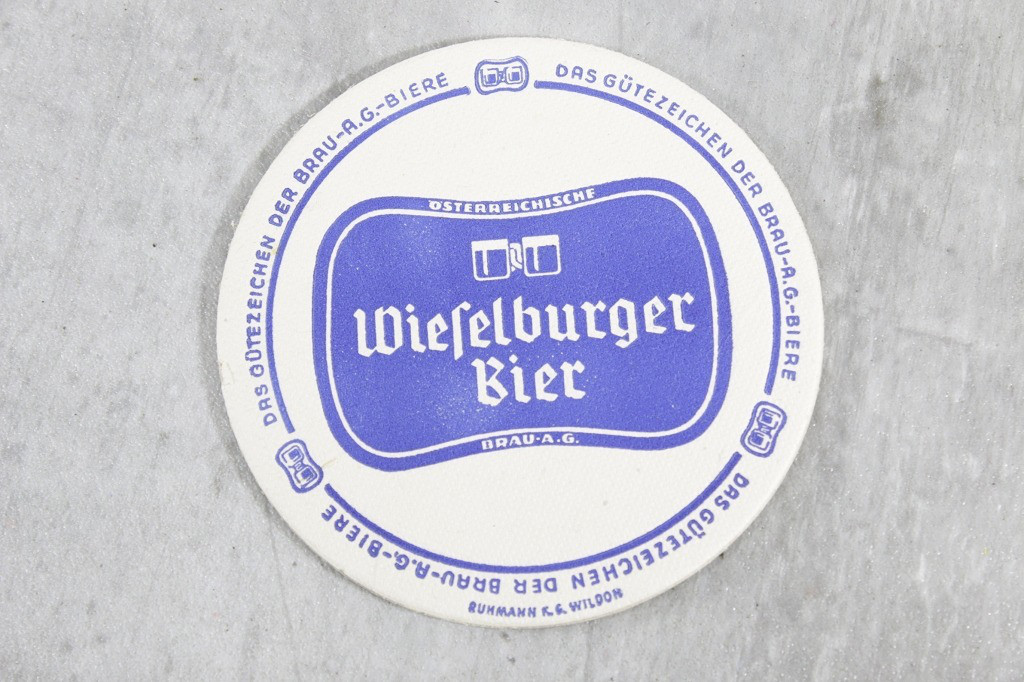 DAS GÜTEZEICHEN DER BRAU-A.G.-BIERE
DAS GÜTEZEICHEN DER BRAU-A.G.-BIERE
DAS GÜTEZEICHEN DER BRAU-A.G.-BIERE
ÖSTERREICHISCHE
Wieſelburger
Bier
BRAU-A.G.
RUHMANN K.G. WILDON